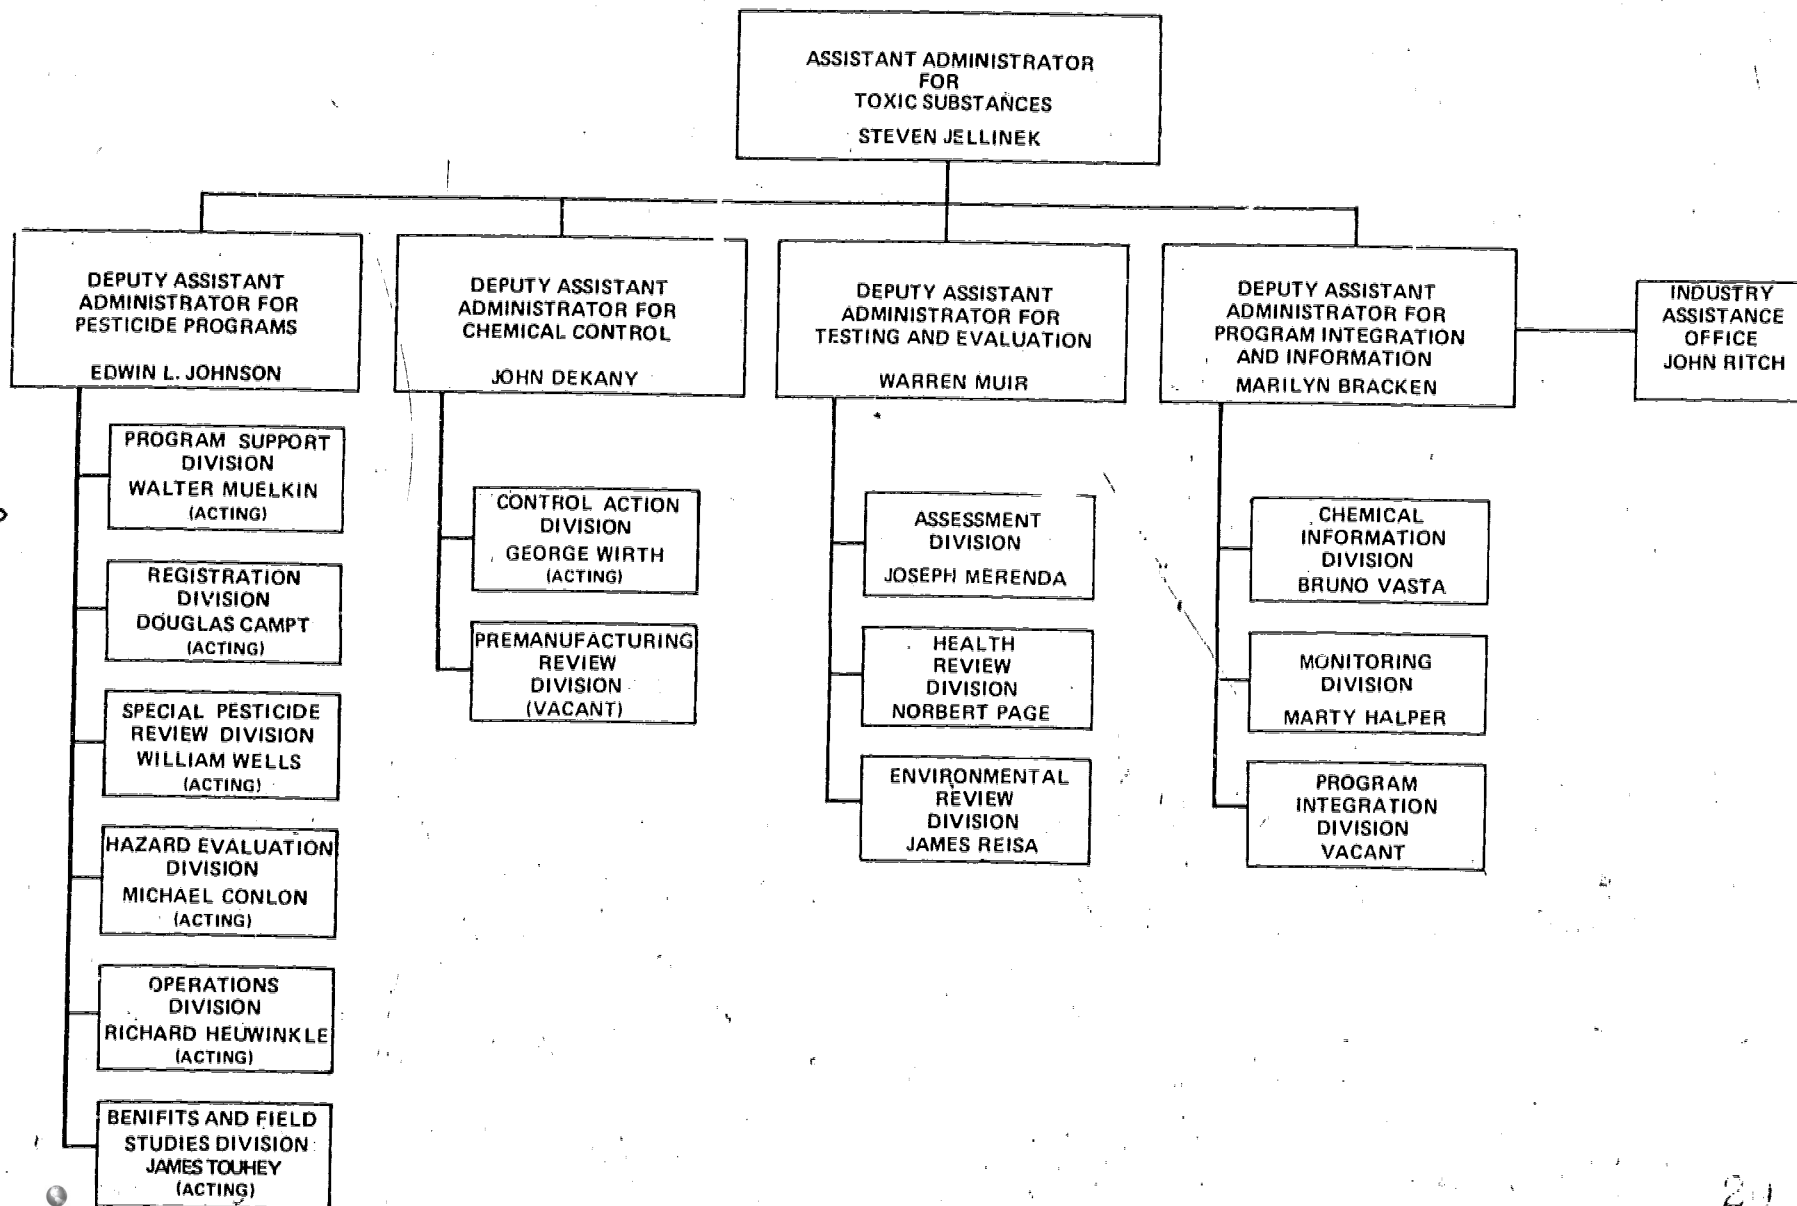 ASSISTANT ADMINISTRATOR
FOR
TOXIC SUBSTANCES
STEVEN JELLINEK
DEPUTY ASSISTANT
ADMINISTRATOR FOR
PESTICIDE PROGRAMS
EDWIN L. JOHNSON
DEPUTY ASSISTANT
ADMINISTRATOR FOR
CHEMICAL CONTROL
JOHN DEKANY
DEPUTY ASSISTANT
ADMINISTRATOR FOR
TESTING AND EVALUATION
WARREN MUIR
DEPUTY ASSISTANT
ADMINISTRATOR FOR
PROGRAM INTEGRATION
AND INFORMATION
MARILYN BRACKEN
INDUSTRY
ASSISTANCE
OFFICE
JOHN RITCH
PROGRAM SUPPORT
DIVISION
WALTER MUELKIN
(ACTING)
REGISTRATION
DIVISION
DOUGLAS CAMPT
(ACTING)
SPECIAL PESTICIDE
REVIEW DIVISION
WILLIAM WELLS
(ACTING)
HAZARD EVALUATION
DIVISION
MICHAEL CONLON
(ACTING)
OPERATIONS
DIVISION
RICHARD HEUWINKLE
(ACTING)
BENIFITS AND FIELD
STUDIES DIVISION
JAMES TOUHEY
(ACTING)
CONTROL ACTION
DIVISION
GEORGE WIRTH
(ACTING)
PREMANUFACTURING
REVIEW
DIVISION
(VACANT)
ASSESSMENT
DIVISION
JOSEPH MERENDA
HEALTH
REVIEW
DIVISION
NORBERT PAGE
ENVIRONMENTAL
REVIEW
DIVISION
JAMES REISA
CHEMICAL
INFORMATION
DIVISION
BRUNO VASTA
MONITORING
DIVISION
MARTY HALPER
PROGRAM
INTEGRATION
DIVISION
VACANT